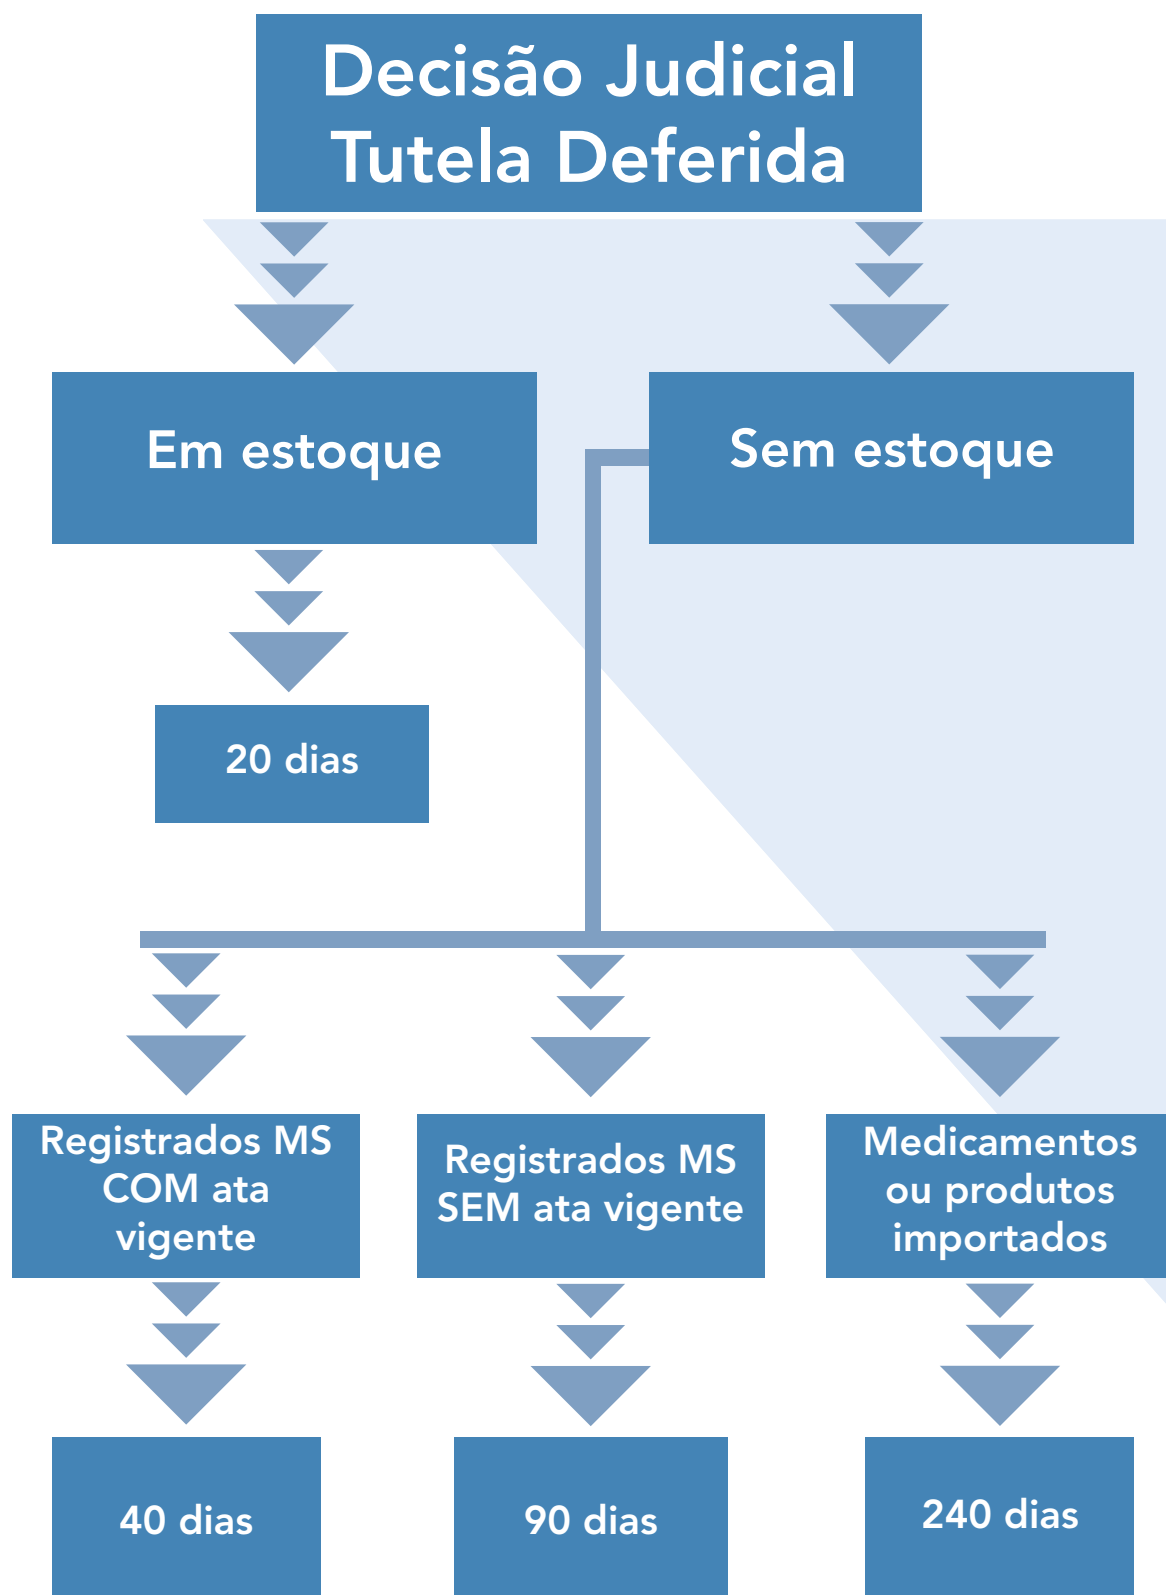 Decisão Judicial
Tutela Deferida
Em estoque
Sem estoque
20 dias
Registrados MS
COM ata
vigente
Registrados MS
SEM ata vigente
Medicamentos
ou produtos
importados
40 dias
90 dias
240 dias